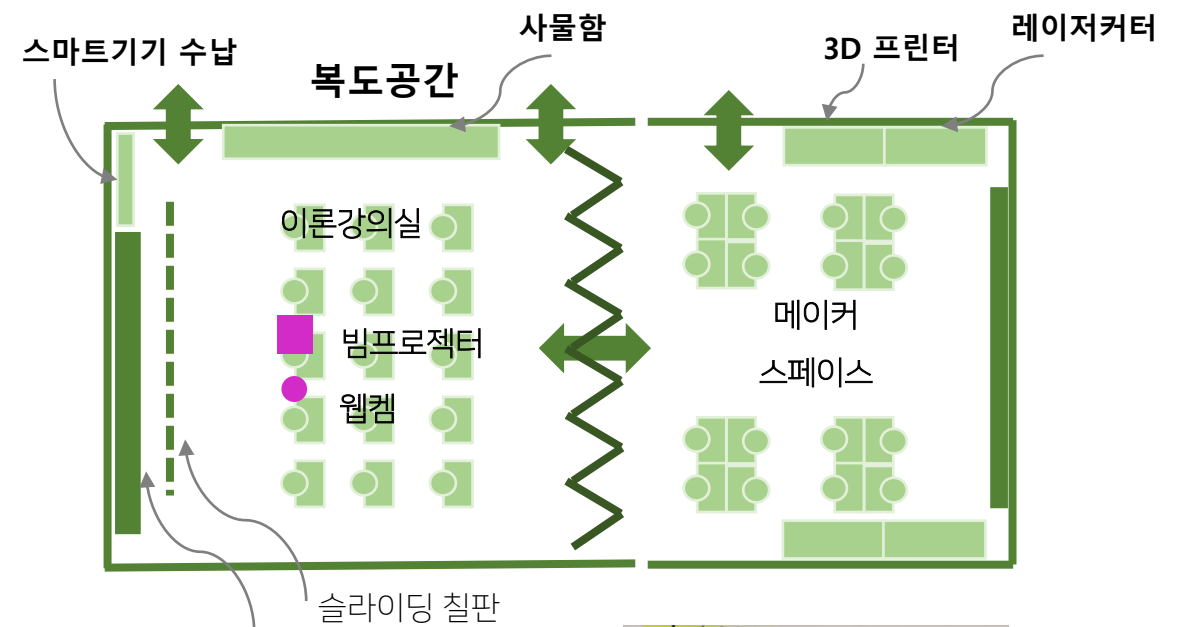 사물함
레이저커터
스마트기기 수납
3D 프린터
복도공간
이론강의실
메이커
스페이스
빔프로젝터
웹켐
슬라이딩 칠판